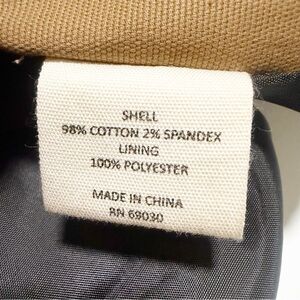 SHELL
98% COTTON 2% SPANDEX
LINING
100% POLYESTER
MADE IN CHINA
RN 69030